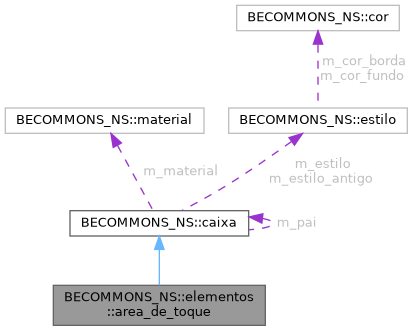 BECOMMONS_NS::cor
m_cor_borda
m_cor_fundo
BECOMMONS_NS::material
BECOMMONS_NS::estilo
m_material
m_estilo
m_estilo_antigo
BECOMMONS_NS::caixa
m_pai
BECOMMONS_NS::elementos
::area_de_toque